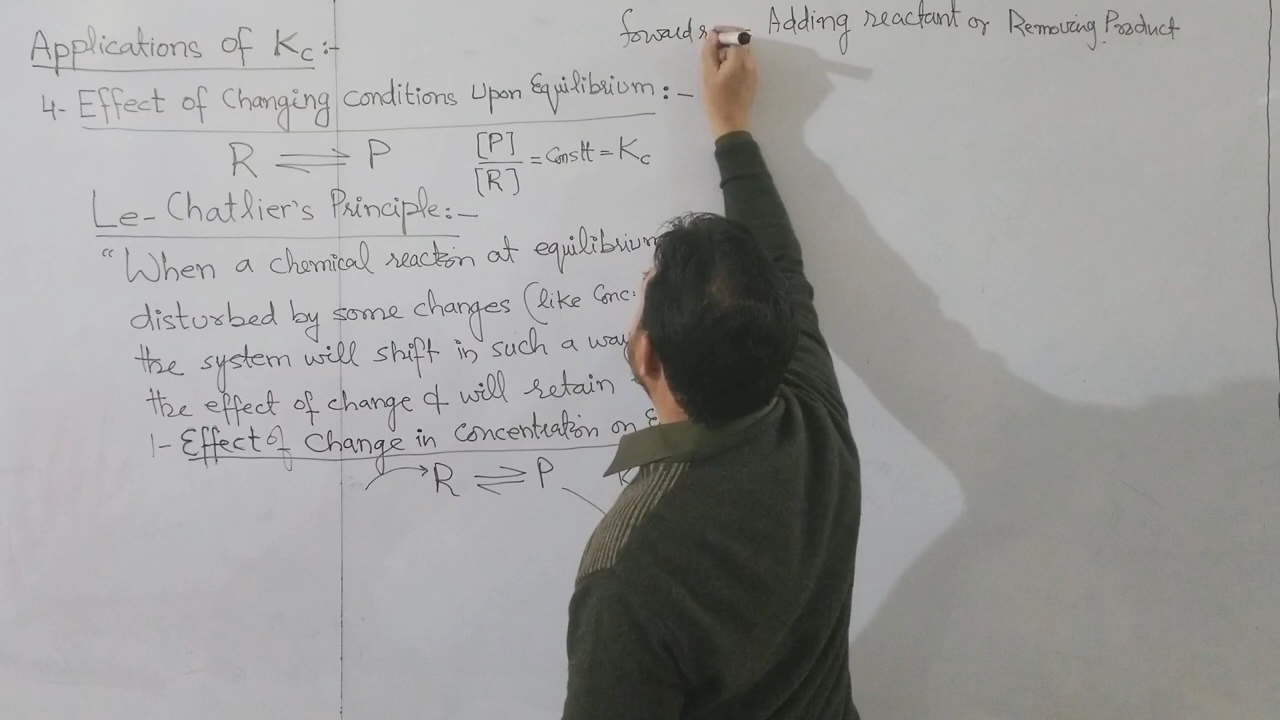 Applications of Kc:-
4- Effect of Changing Conditions Upon Equilibrium:-
R ⇌ P [P]/[R] = Constt = Kc
Le-Chatlier's Principle:-
"When a chemical reaction at equilibrium
disturbed by some changes (like Conc.
the system will shift in such a way
the effect of change & will retain
1- Effect of Change in Concentration on
R ⇌ P
Adding reactant or Removing Product